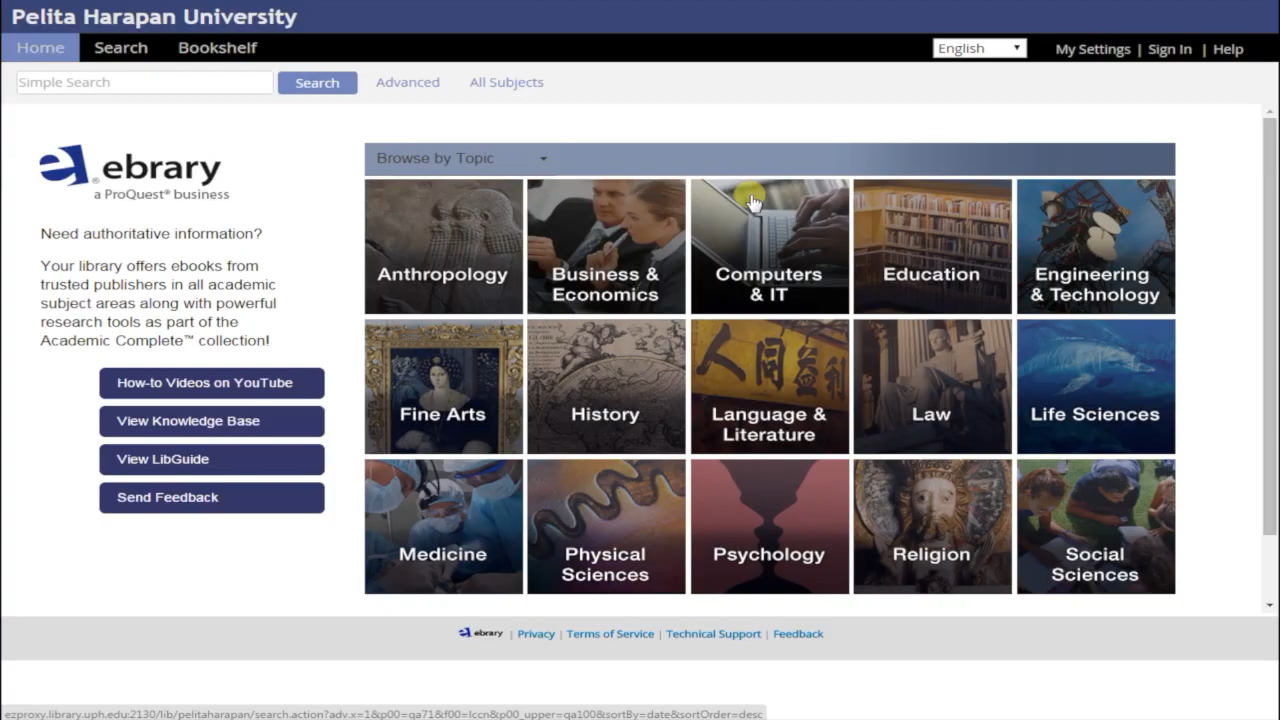 Pelita Harapan University
Home Search Bookshelf
English
My Settings | Sign In | Help
Simple Search
Search
Advanced
All Subjects
ebrary
a ProQuest® business
Need authoritative information?
Your library offers ebooks from
trusted publishers in all academic
subject areas along with powerful
research tools as part of the
Academic Complete™ collection!
How-to Videos on YouTube
View Knowledge Base
View LibGuide
Send Feedback
Browse by Topic
Anthropology
Business &
Economics
Computers
& IT
Education
Engineering
& Technology
Fine Arts
History
人同益利
Language &
Literature
Law
Life Sciences
Medicine
Physical
Sciences
Psychology
Religion
Social
Sciences
ebrary | Privacy | Terms of Service | Technical Support | Feedback
ezproxy.library.uph.edu:2130/lib/pelitaharapan/search.action?adv.x=1&p00=qa71&f00=lccn&p00_upper=qa100&sortBy=date&sortOrder=desc